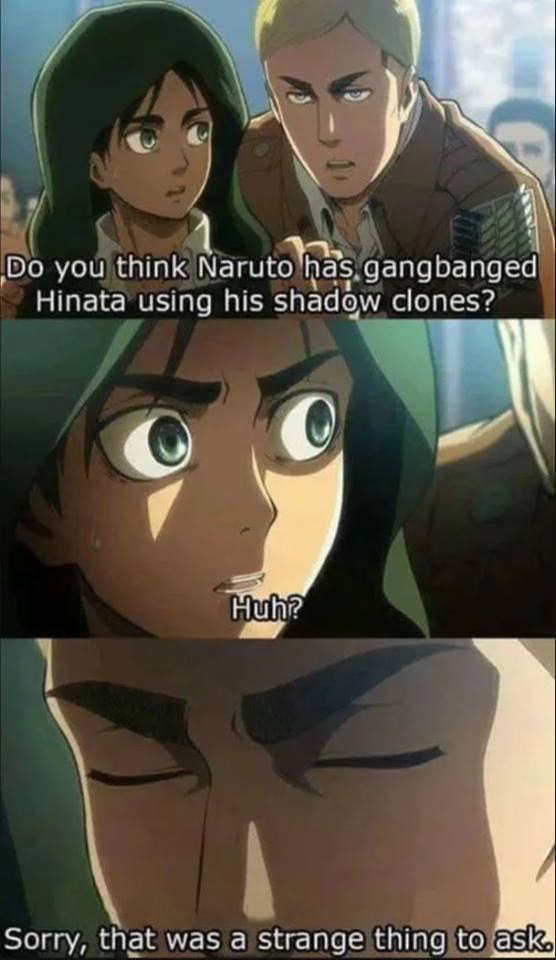 Do you think Naruto has gangbanged
Hinata using his shadow clones?
Huh?
Sorry, that was a strange thing to ask.